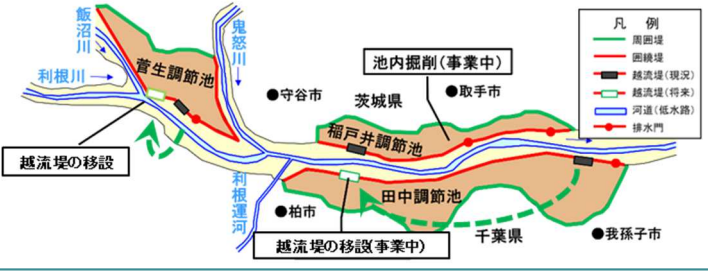 飯沼川
鬼怒川
利根川
菅生調節池
守谷市
茨城県
池内掘削(事業中)
取手市
稲戸井調節池
越流堤の移設
利根運河
柏市
田中調節池
越流堤の移設(事業中)
千葉県
我孫子市
凡 例
周囲堤
囲繞堤
越流堤(現況)
越流堤(将来)
河道(低水路)
排水門